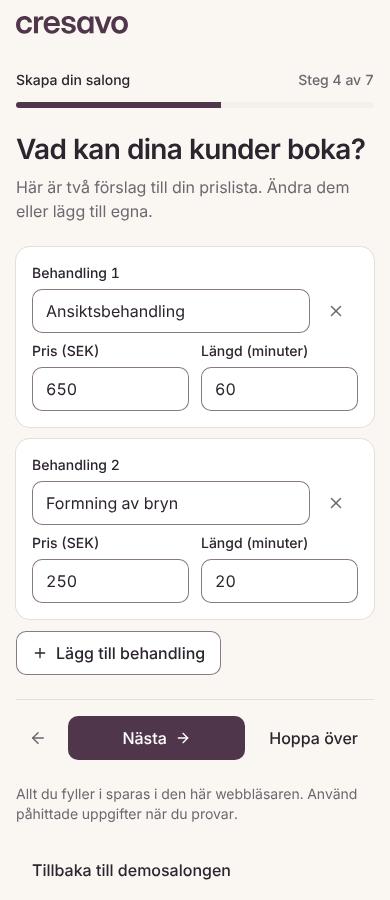 cresavo
Skapa din salong
Steg 4 av 7
Vad kan dina kunder boka?
Här är två förslag till din prislista. Ändra dem
eller lägg till egna.
Behandling 1
Ansiktsbehandling
Pris (SEK)
Längd (minuter)
650
60
Behandling 2
Formning av bryn
Pris (SEK)
Längd (minuter)
250
20
Lägg till behandling
Nästa
Hoppa över
Allt du fyller i sparas i den här webbläsaren. Använd
påhittade uppgifter när du provar.
Tillbaka till demosalongen